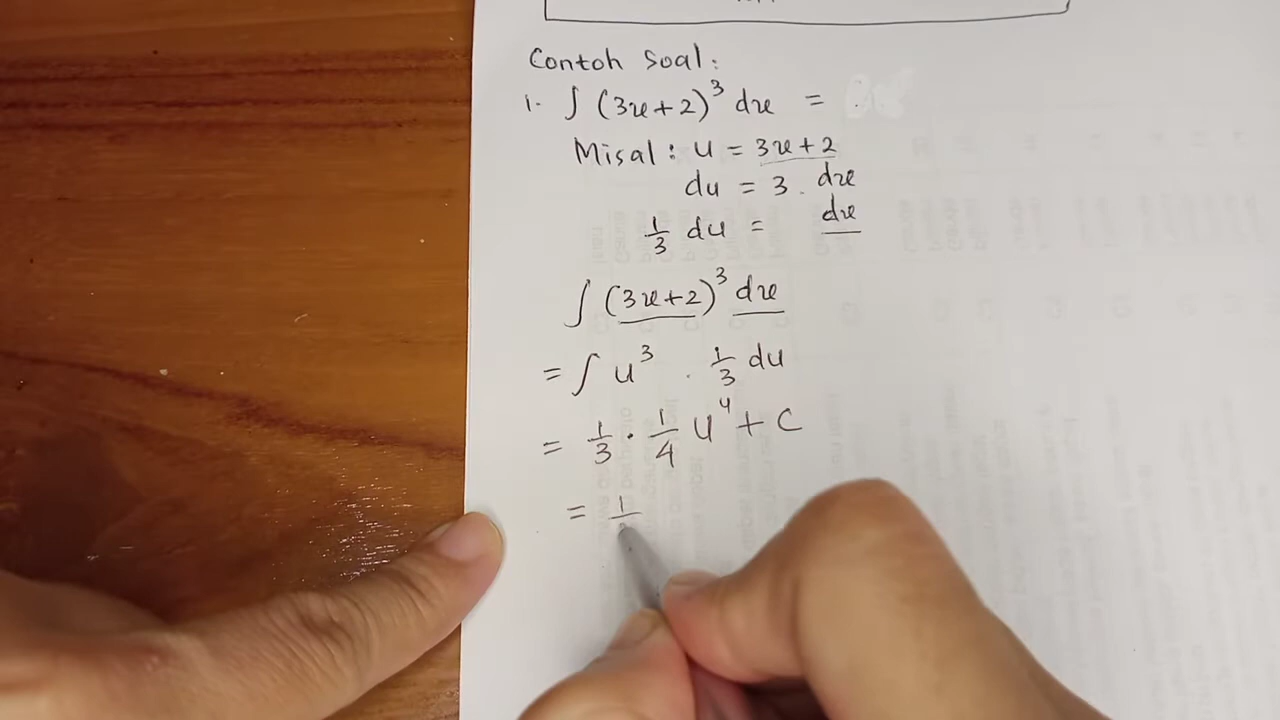 Contoh Soal:
1. ∫ (3x+2)³ dx =
Misal: u = 3x+2
du = 3 . dx
1/3 du = dx
∫ (3x+2)³ dx
= ∫ u³ . 1/3 du
= 1/3 · 1/4 u⁴ + C
= 1/